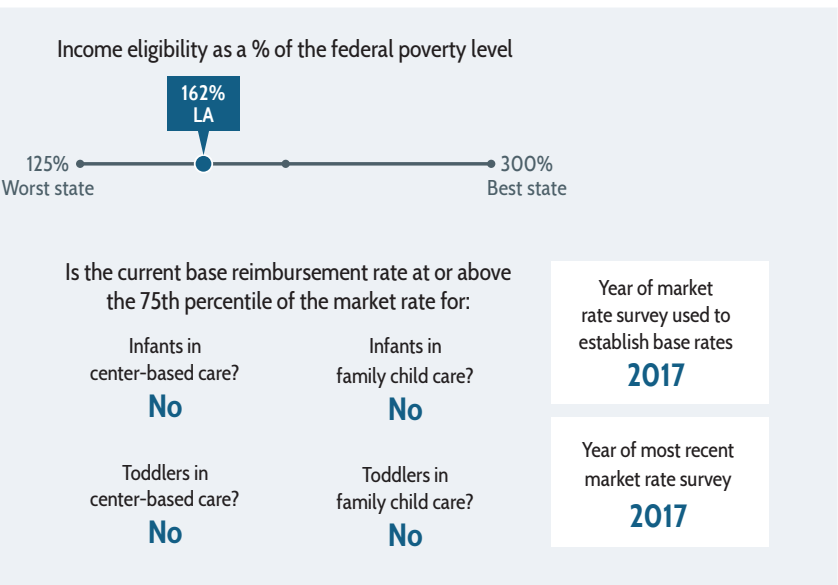 Income eligibility as a % of the federal poverty level
162%
LA
125%
Worst state
300%
Best state
Is the current base reimbursement rate at or above
the 75th percentile of the market rate for:
Infants in
center-based care?
No
Infants in
family child care?
No
Toddlers in
center-based care?
No
Toddlers in
family child care?
No
Year of market
rate survey used to
establish base rates
2017
Year of most recent
market rate survey
2017